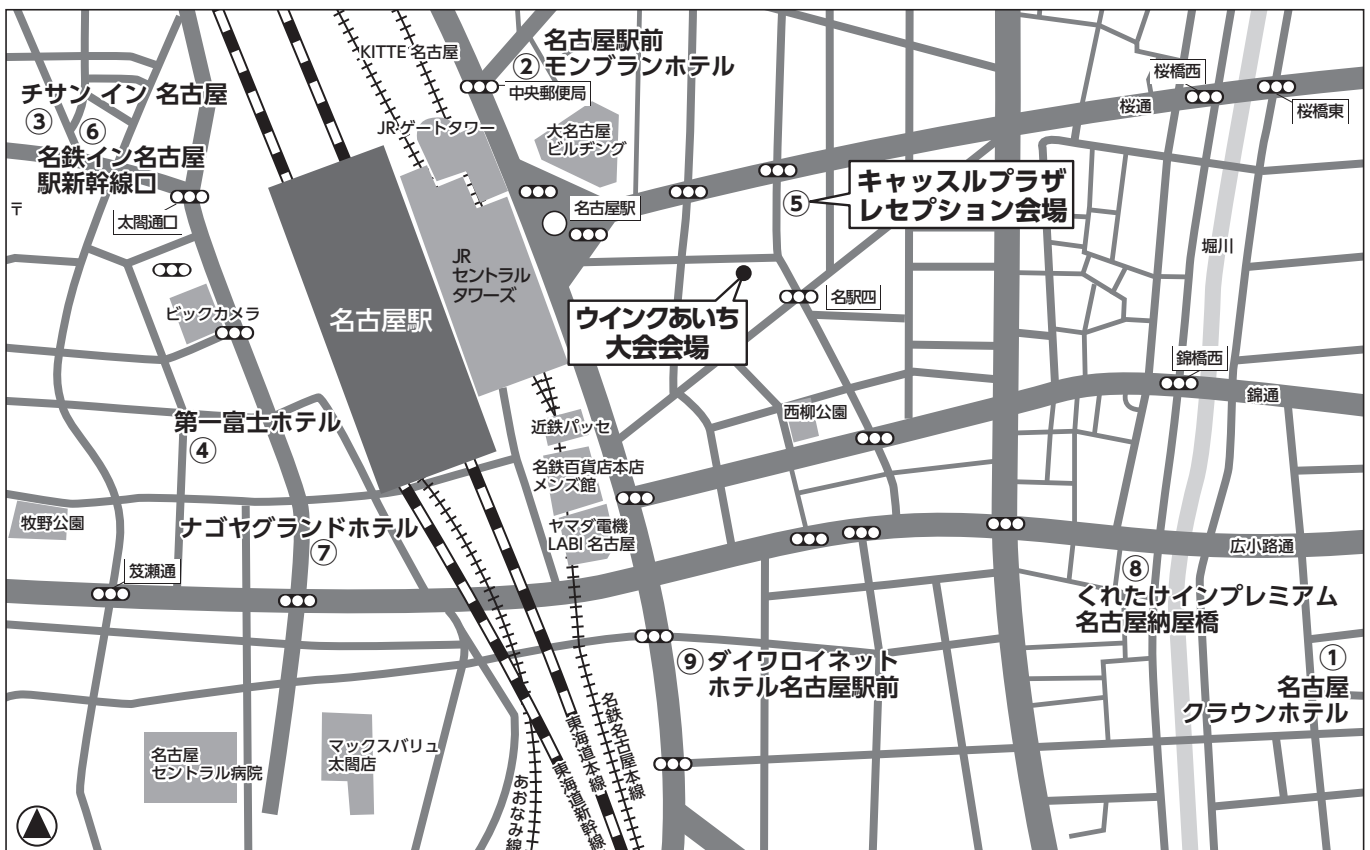 KITTE 名古屋
名古屋駅前
② モンブランホテル
中央郵便局
桜橋西
桜通
桜橋東
チサン イン 名古屋
③
⑥
名鉄イン名古屋
駅新幹線口
JR ゲートタワー
大名古屋
ビルヂング
キャッスルプラザ
レセプション会場
⑤
〒
太閤通口
名古屋駅
堀川
JR
セントラル
タワーズ
ビックカメラ
名古屋駅
名駅四
ウインクあいち
大会会場
錦橋西
錦通
第一富士ホテル
④
近鉄パッセ
西柳公園
名鉄百貨店本店
メンズ館
牧野公園
ナゴヤグランドホテル
⑦
ヤマダ電機
LABI 名古屋
広小路通
笈瀬通
⑧
くれたけインプレミアム
名古屋納屋橋
⑨ ダイワロイネット
ホテル名古屋駅前
①
名古屋
クラウンホテル
名古屋
セントラル病院
マックスバリュ
太閤店
あおなみ線
東海道新幹線
東海道本線
名鉄名古屋本線